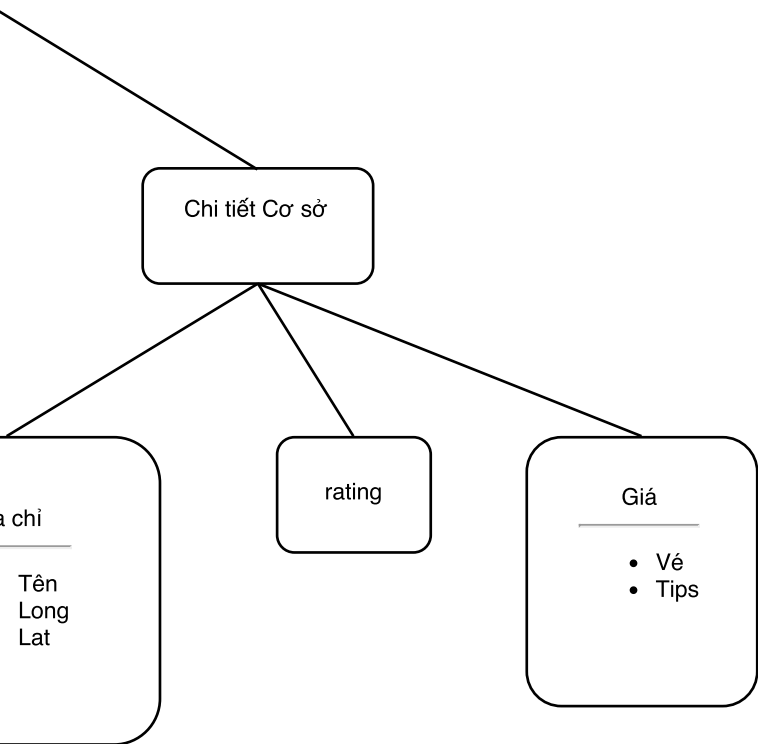 Chi tiết Cơ sở
rating
Giá
Vé
Tips
chỉ
Tên
Long
Lat